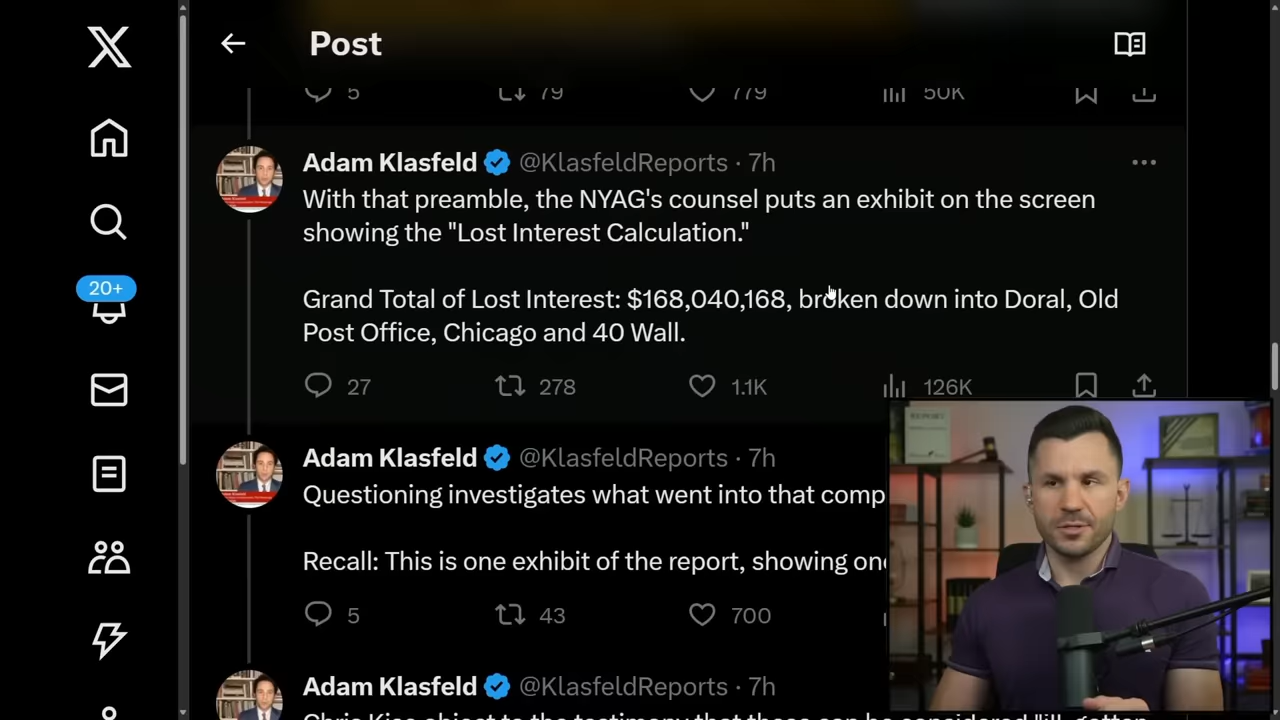 Post
5 79 779 50K
Adam Klasfeld @KlasfeldReports · 7h
With that preamble, the NYAG's counsel puts an exhibit on the screen
showing the "Lost Interest Calculation."
Grand Total of Lost Interest: $168,040,168, broken down into Doral, Old
Post Office, Chicago and 40 Wall.
20+
27 278 1.1K 126K
Adam Klasfeld @KlasfeldReports · 7h
Questioning investigates what went into that comp
Recall: This is one exhibit of the report, showing
5 43 700
Adam Klasfeld @KlasfeldReports · 7h